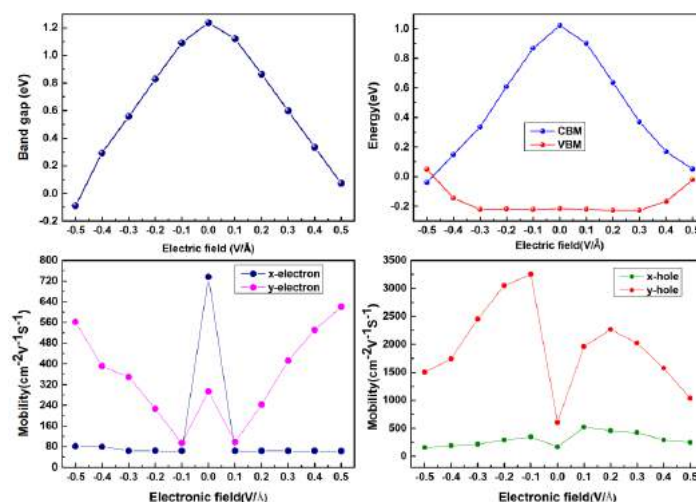 Band gap (eV)
1.2
1.0
0.8
0.6
0.4
0.2
0.0
-0.2
-0.5 -0.4 -0.3 -0.2 -0.1 0.0 0.1 0.2 0.3 0.4 0.5
Electric field (V/Å)
Energy(eV)
1.0
0.8
0.6
0.4
0.2
0.0
-0.2
CBM
VBM
-0.5 -0.4 -0.3 -0.2 -0.1 0.0 0.1 0.2 0.3 0.4 0.5
Electric field(V/Å)
Mobility(cm-2V-1S-1)
800
720
640
560
480
400
320
240
160
80
0
x-electron
y-electron
-0.5 -0.4 -0.3 -0.2 -0.1 0.0 0.1 0.2 0.3 0.4 0.5
Electronic field(V/Å)
Mobility(cm-2V-1S-1)
3500
3000
2500
2000
1500
1000
500
0
x-hole
y-hole
-0.5 -0.4 -0.3 -0.2 -0.1 0.0 0.1 0.2 0.3 0.4 0.5
Electronic field(V/Å)